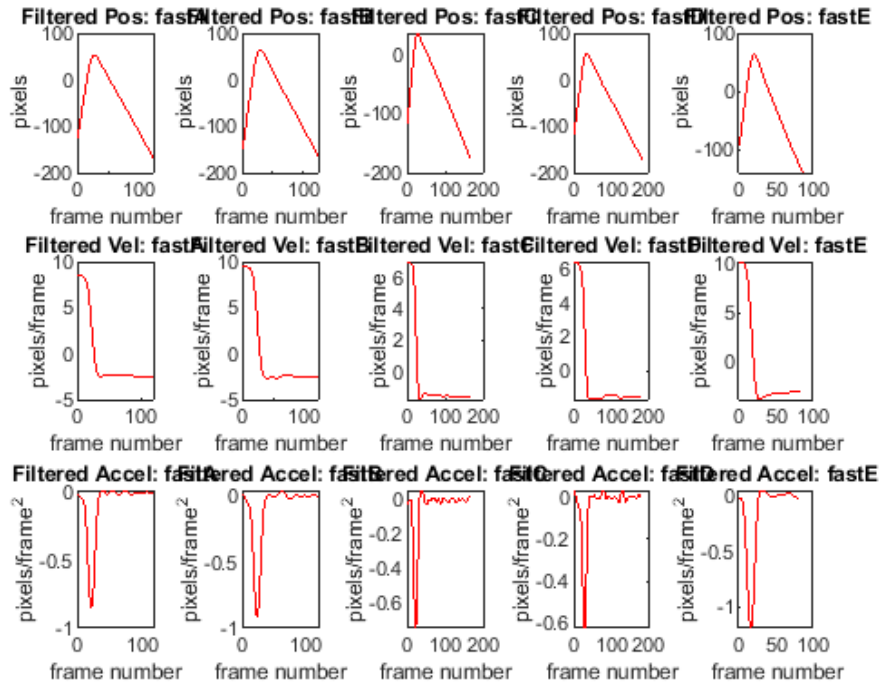 Filtered Pos: fastA Filtered Pos: fastB Filtered Pos: fastC Filtered Pos: fastD Filtered Pos: fastE
100 100 100
0 0 0 0 0
-100 -100 -100 -100 -100
-200 -200 -200 -200
pixels pixels pixels pixels pixels
0 100 0 100 0 100 200 0 100 200 0 50 100
frame number frame number frame number frame number frame number
Filtered Vel: fastA Filtered Vel: fastB Filtered Vel: fastC Filtered Vel: fastD Filtered Vel: fastE
10 10 10
5 5 6 4 2 0 6 4 2 0 5
0 0 0
-5 -5
pixels/frame pixels/frame pixels/frame pixels/frame pixels/frame
0 100 0 100 0 100 200 0 100 200 0 50 100
frame number frame number frame number frame number frame number
Filtered Accel: fastA Filtered Accel: fastB Filtered Accel: fastC Filtered Accel: fastD Filtered Accel: fastE
0 0 0 0 0
-0.5 -0.5 -0.2 -0.4 -0.6 -0.2 -0.4 -0.6 -0.5
-1 -1 -1
pixels/frame² pixels/frame² pixels/frame² pixels/frame² pixels/frame²
0 100 0 100 0 100 200 0 100 200 0 50 100
frame number frame number frame number frame number frame number